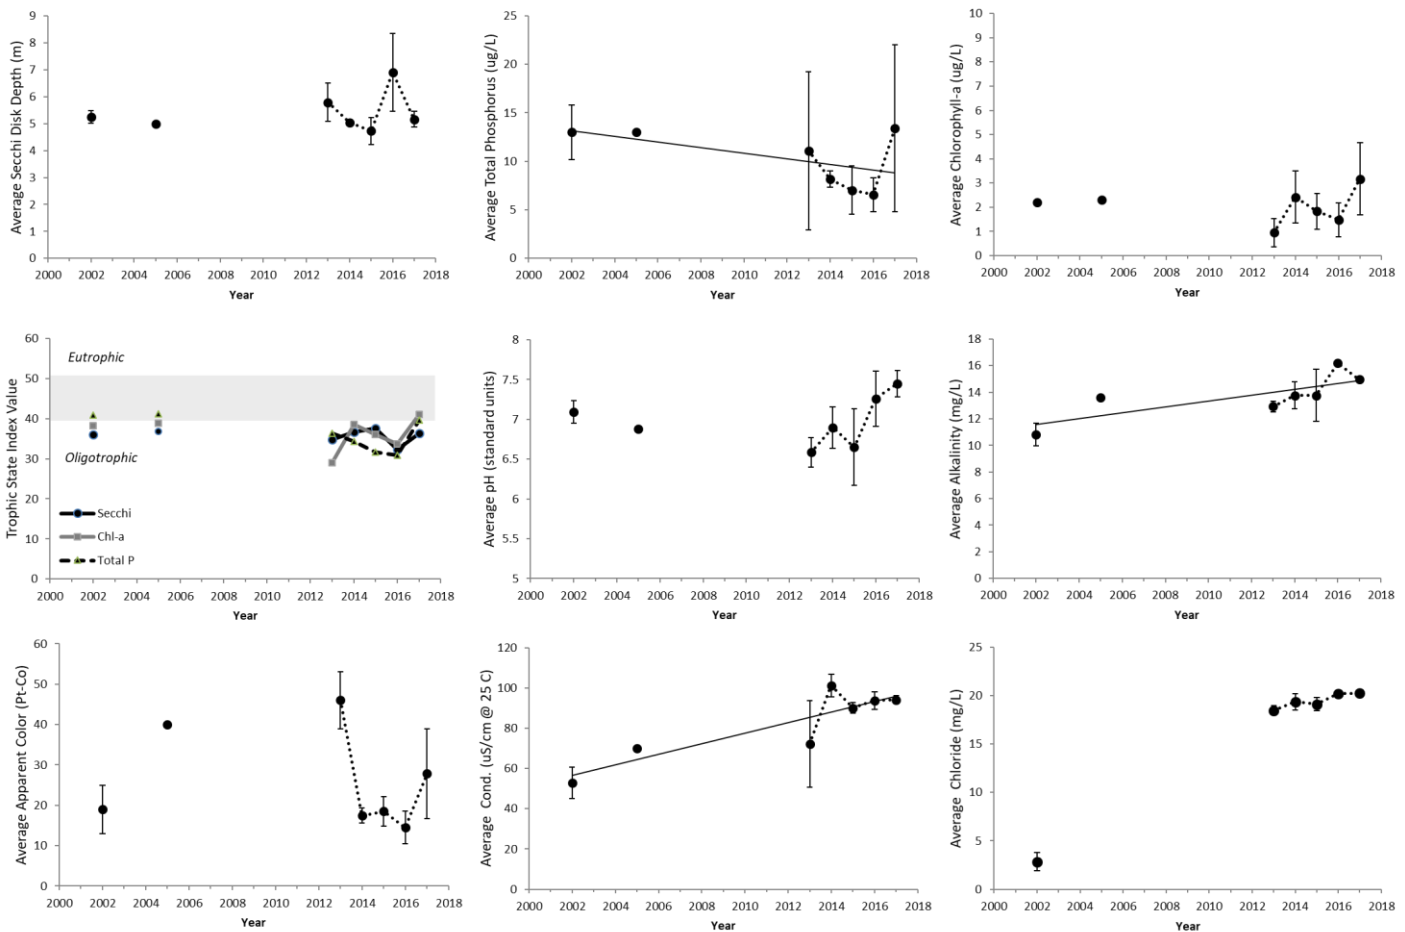 Average Secchi Disk Depth (m)
9
8
7
6
5
4
3
2
1
0
2000 2002 2004 2006 2008 2010 2012 2014 2016 2018
Year
Average Total Phosphorus (ug/L)
25
20
15
10
5
0
2000 2002 2004 2006 2008 2010 2012 2014 2016 2018
Year
Average Chlorophyll-a (ug/L)
10
9
8
7
6
5
4
3
2
1
0
2000 2002 2004 2006 2008 2010 2012 2014 2016 2018
Year
Trophic State Index Value
60
50
40
30
20
10
0
Eutrophic
Oligotrophic
Secchi
Chl-a
Total P
2000 2002 2004 2006 2008 2010 2012 2014 2016 2018
Year
Average pH (standard units)
8
7.5
7
6.5
6
5.5
5
2000 2002 2004 2006 2008 2010 2012 2014 2016 2018
Year
Average Alkalinity (mg/L)
18
16
14
12
10
8
6
4
2
0
2000 2002 2004 2006 2008 2010 2012 2014 2016 2018
Year
Average Apparent Color (Pt-Co)
60
50
40
30
20
10
0
2000 2002 2004 2006 2008 2010 2012 2014 2016 2018
Year
Average Cond. (uS/cm @ 25 C)
120
100
80
60
40
20
0
2000 2002 2004 2006 2008 2010 2012 2014 2016 2018
Year
Average Chloride (mg/L)
25
20
15
10
5
0
2000 2002 2004 2006 2008 2010 2012 2014 2016 2018
Year